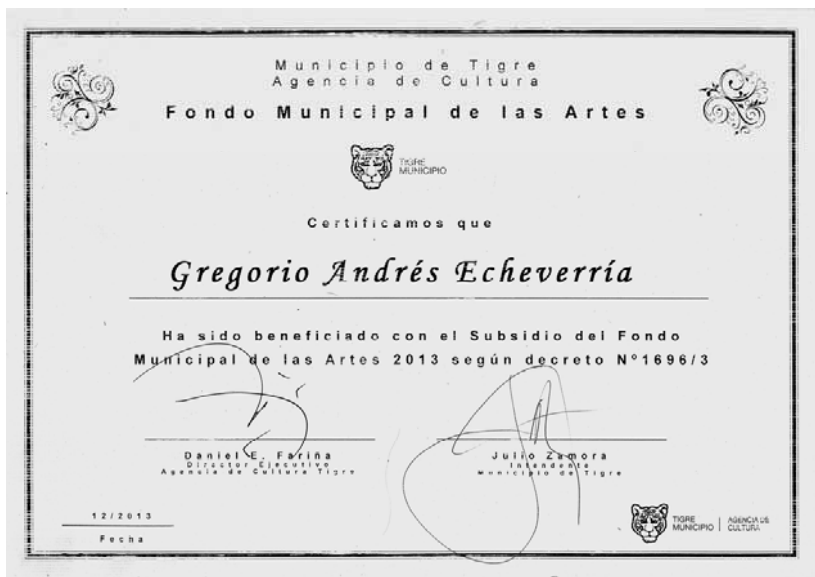 Municipio de Tigre
Agencia de Cultura
Fondo Municipal de las Artes
TIGRE
MUNICIPIO
Certificamos que
Gregorio Andrés Echeverría
Ha sido beneficiado con el Subsidio del Fondo
Municipal de las Artes 2013 según decreto N°1696/3
Daniel E. Fariña
Director Ejecutivo
Agencia de Cultura Tigre
Julio Zamora
Intendente
Municipio de Tigre
12/2013
Fecha
TIGRE
MUNICIPIO
AGENCIA DE
CULTURA